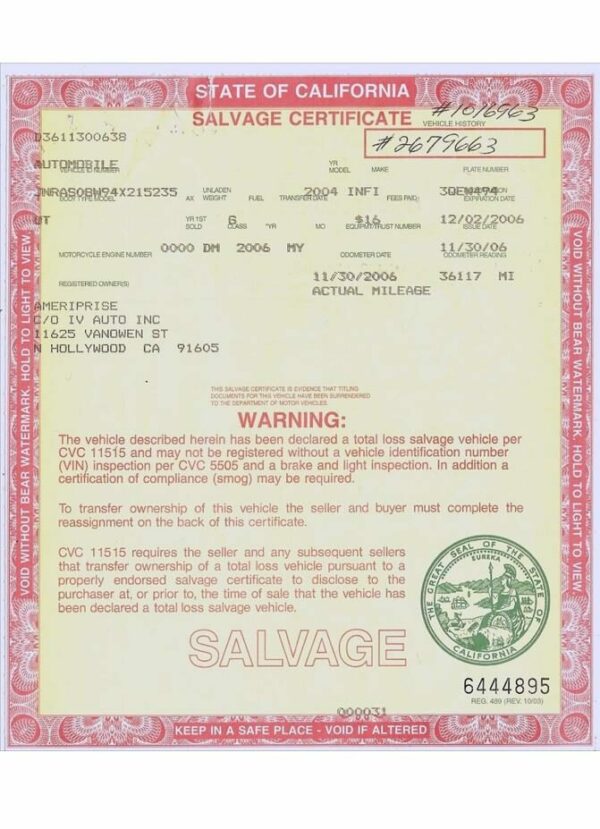 STATE OF CALIFORNIA
SALVAGE CERTIFICATE
#1016963
VEHICLE HISTORY
#2679663
D3611300638
AUTOMOBILE
VEHICLE ID NUMBER
YR MODEL
MAKE
PLATE NUMBER
JNRAS08W94X215235
2004 INFI
3QEW494
BODY TYPE MODEL
AX
UNLADEN WEIGHT
FUEL
TRANSFER DATE
FEES PAID
EXPIRATION DATE
UT
G
$16
12/02/2006
YR 1ST SOLD
CLASS
*YR
MO
EQUIPMT/TRUST NUMBER
ISSUE DATE
0000 DM 2006 MY
11/30/06
MOTORCYCLE ENGINE NUMBER
ODOMETER DATE
ODOMETER READING
11/30/2006
36117 MI
REGISTERED OWNER(S)
ACTUAL MILEAGE
AMERIPRISE
C/O IV AUTO INC
11625 VANOWEN ST
N HOLLYWOOD CA 91605
THIS SALVAGE CERTIFICATE IS EVIDENCE THAT TITLING
DOCUMENTS FOR THIS VEHICLE HAVE BEEN SURRENDERED
TO THE DEPARTMENT OF MOTOR VEHICLES.
WARNING:
The vehicle described herein has been declared a total loss salvage vehicle per
CVC 11515 and may not be registered without a vehicle identification number
(VIN) inspection per CVC 5505 and a brake and light inspection. In addition a
certification of compliance (smog) may be required.
To transfer ownership of this vehicle the seller and buyer must complete the
reassignment on the back of this certificate.
CVC 11515 requires the seller and any subsequent sellers
that transfer ownership of a total loss vehicle pursuant to a
properly endorsed salvage certificate to disclose to the
purchaser at, or prior to, the time of sale that the vehicle has
been declared a total loss salvage vehicle.
THE GREAT SEAL OF THE STATE OF CALIFORNIA
EUREKA
SALVAGE
6444895
REG. 489 (REV. 10/03)
000031
KEEP IN A SAFE PLACE - VOID IF ALTERED
VOID WITHOUT BEAR WATERMARK. HOLD TO LIGHT TO VIEW
VOID WITHOUT BEAR WATERMARK. HOLD TO LIGHT TO VIEW